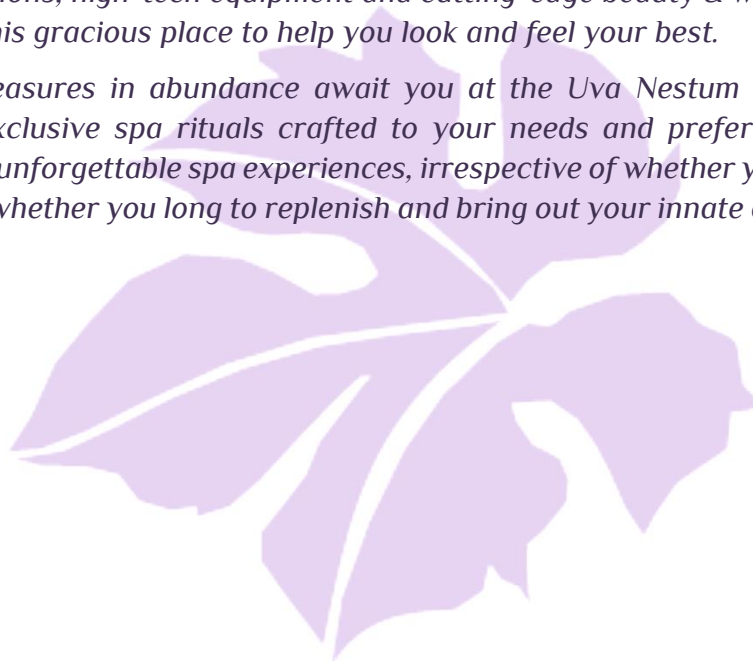 high-tech equipment and cutting-edge beauty & w
his gracious place to help you look and feel your best.
easures in abundance await you at the Uva Nestum
xclusive spa rituals crafted to your needs and prefer
unforgettable spa experiences, irrespective of whether y
whether you long to replenish and bring out your innate